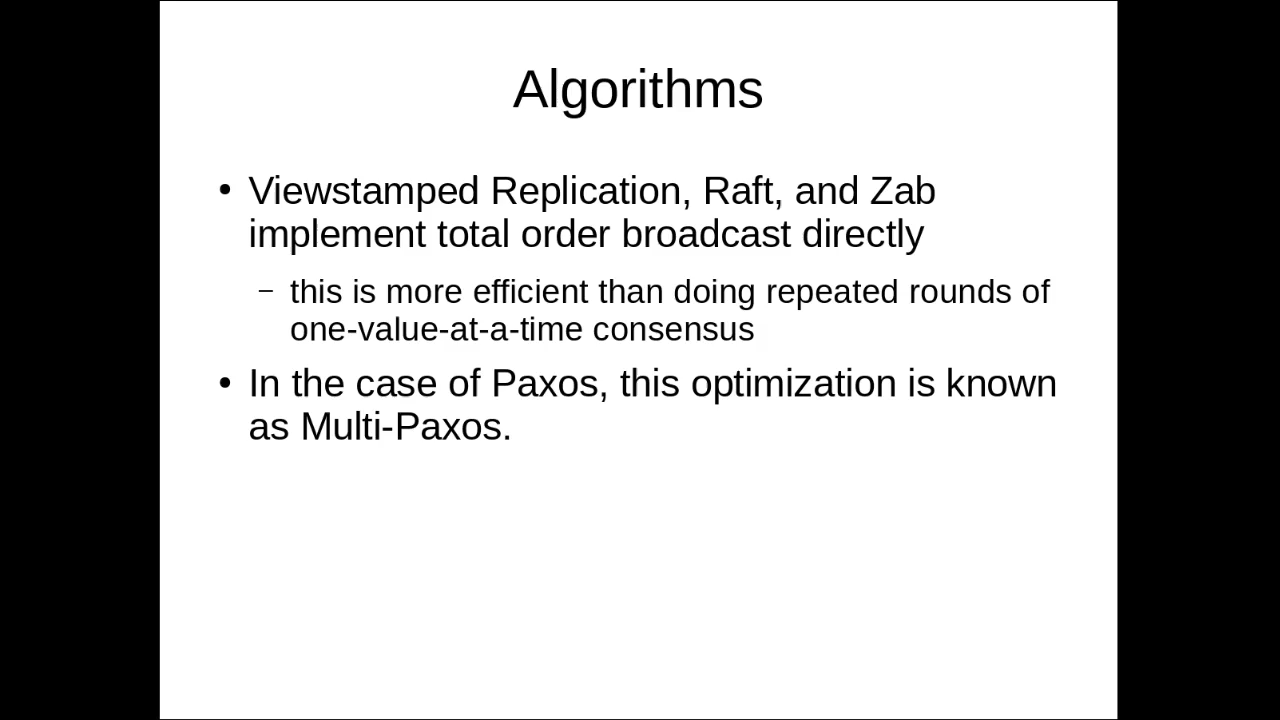 Algorithms
• Viewstamped Replication, Raft, and Zab
implement total order broadcast directly
– this is more efficient than doing repeated rounds of
one-value-at-a-time consensus
• In the case of Paxos, this optimization is known
as Multi-Paxos.